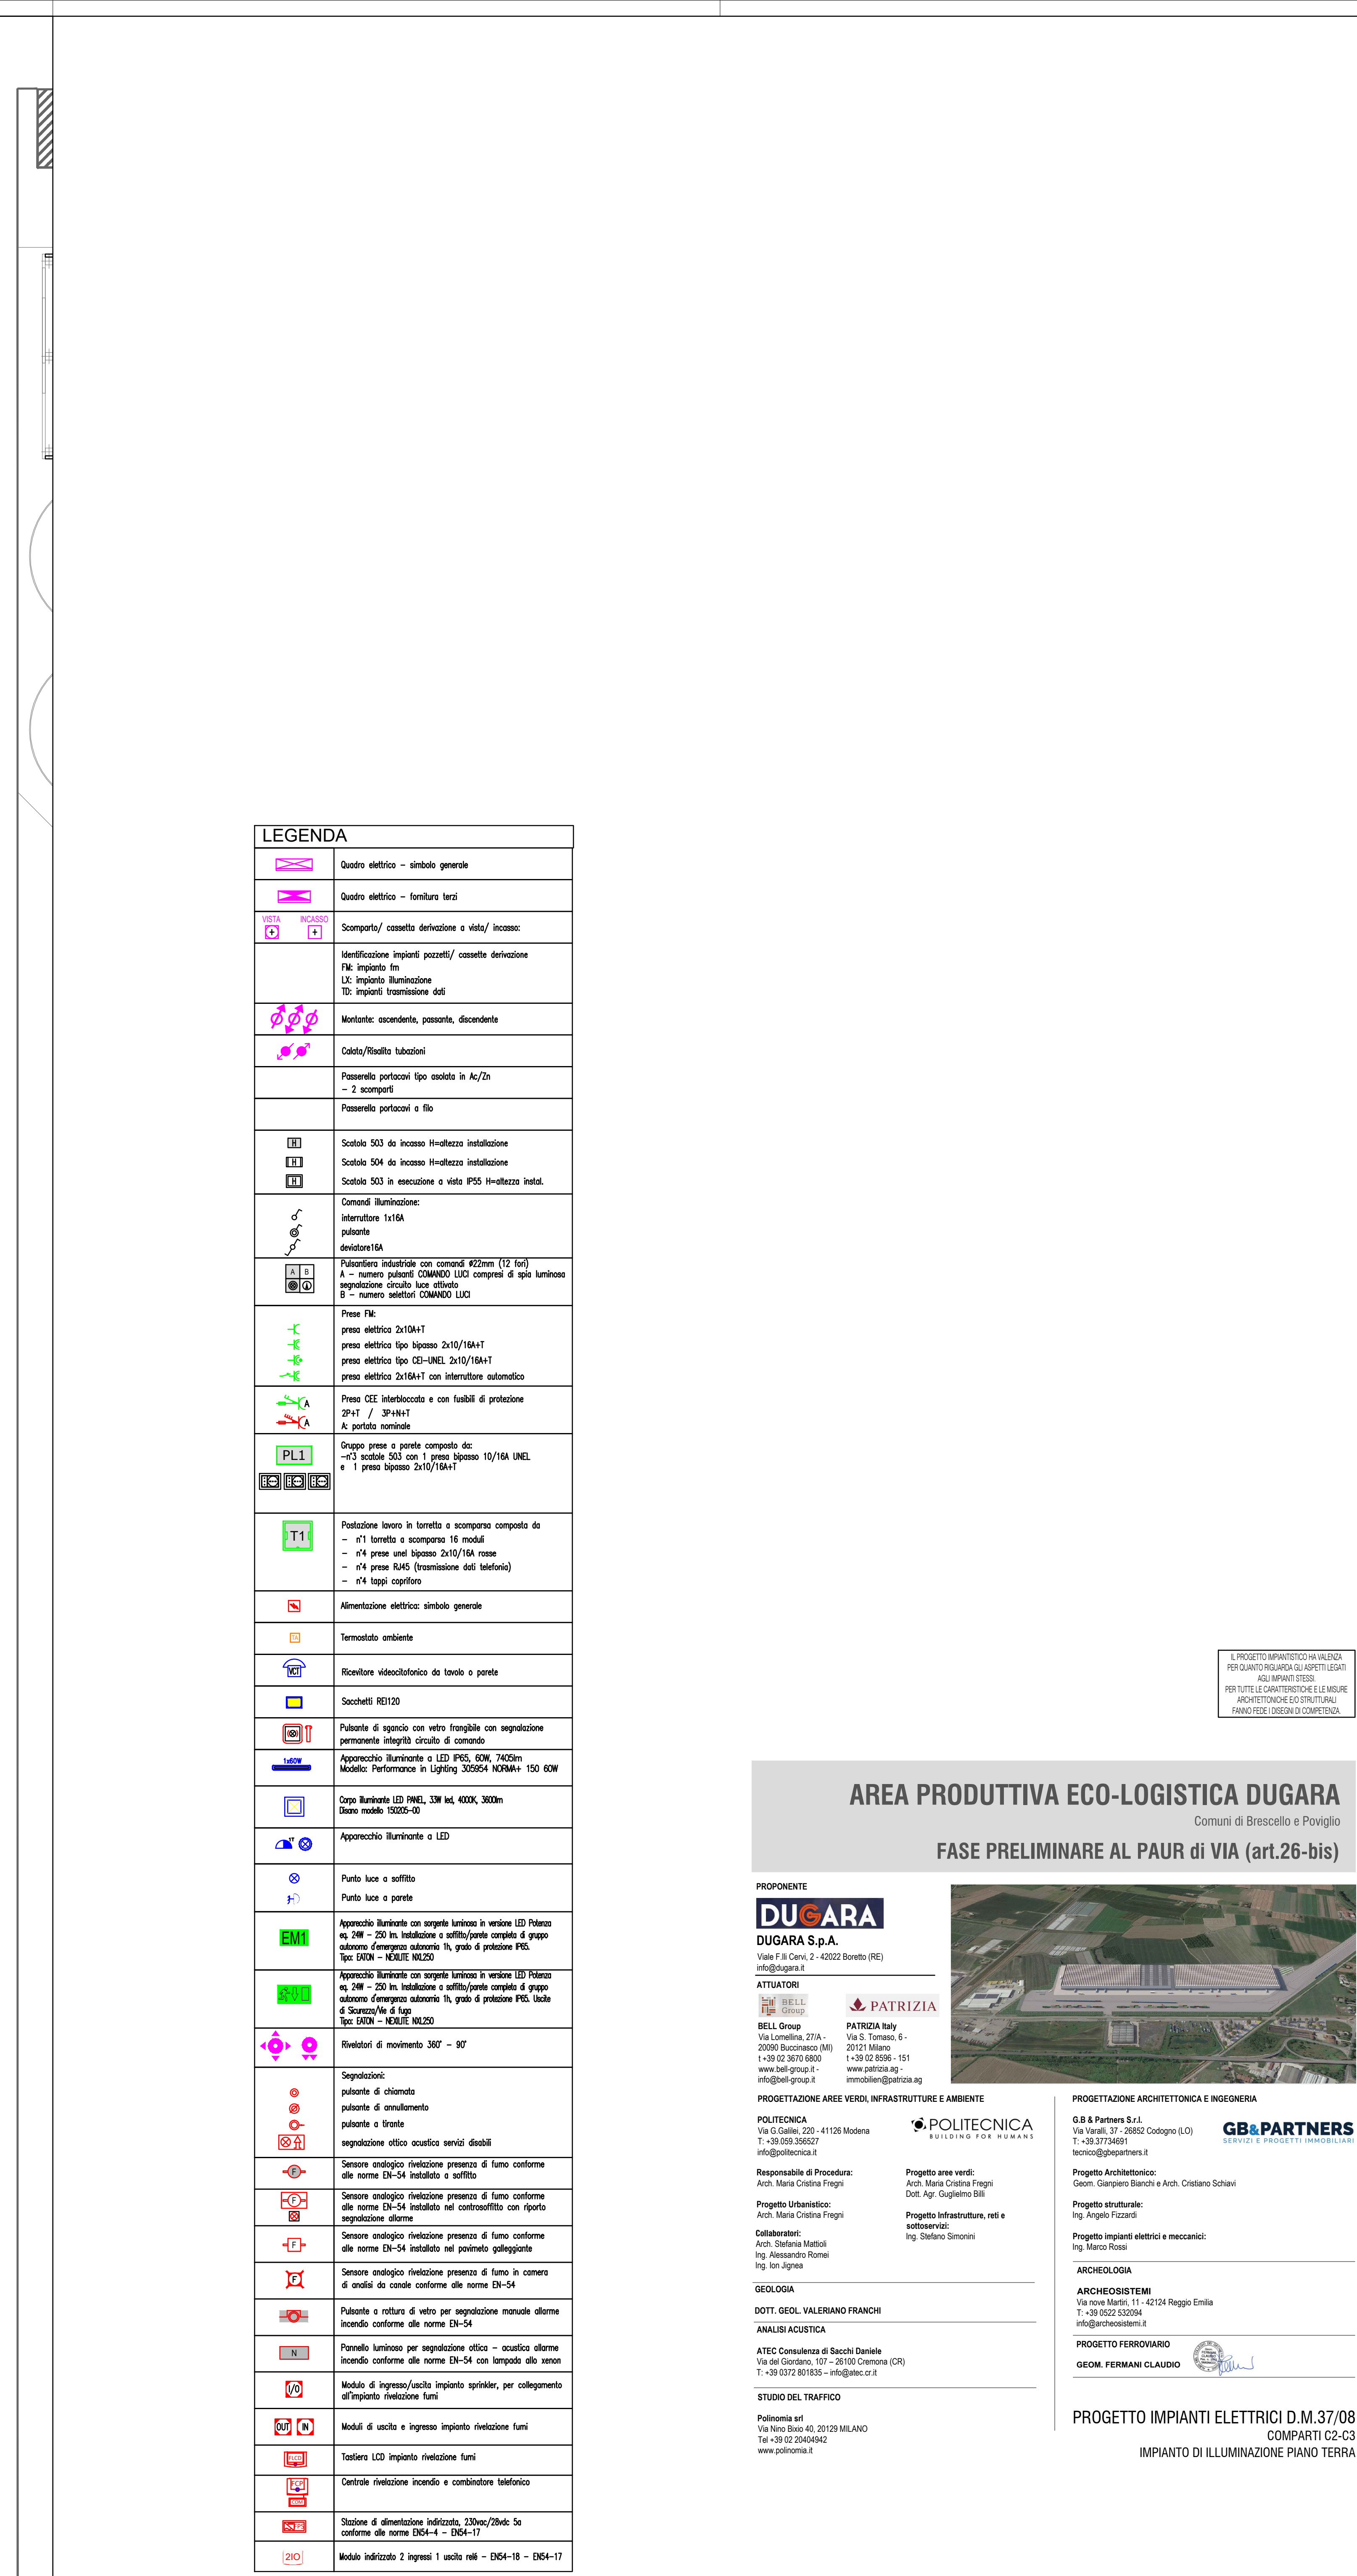 LEGENDA
Quadro elettrico – simbolo generale
Quadro elettrico – fornitura terzi
VISTA INCASSO
Scomparto/ cassetta derivazione a vista/ incasso:
Identificazione impianti pozzetti/ cassette derivazione
FM: impianto fm
LX: impianto illuminazione
TD: impianti trasmissione dati
Montante: ascendente, passante, discendente
Calata/Risalita tubazioni
Passerella portacavi tipo asolata in Ac/Zn
– 2 scomparti
Passerella portacavi a filo
H Scatola 503 da incasso H=altezza installazione
H Scatola 504 da incasso H=altezza installazione
H Scatola 503 in esecuzione a vista IP55 H=altezza instal.
Comandi illuminazione:
interruttore 1x16A
pulsante
deviatore16A
A B
Pulsantiera industriale con comandi Ø22mm (12 fori)
A – numero pulsanti COMANDO LUCI compresi di spia luminosa
segnalazione circuito luce attivato
B – numero selettori COMANDO LUCI
Prese FM:
presa elettrica 2x10A+T
presa elettrica tipo bipasso 2x10/16A+T
presa elettrica tipo CEI–UNEL 2x10/16A+T
presa elettrica 2x16A+T con interruttore automatico
A
A
Presa CEE interbloccata e con fusibili di protezione
2P+T / 3P+N+T
A: portata nominale
PL1
Gruppo prese a parete composto da:
–n°3 scatole 503 con 1 presa bipasso 10/16A UNEL
e 1 presa bipasso 2x10/16A+T
T1
Postazione lavoro in torretta a scomparsa composta da
– n°1 torretta a scomparsa 16 moduli
– n°4 prese unel bipasso 2x10/16A rosse
– n°4 prese RJ45 (trasmissione dati telefonia)
– n°4 tappi copriforo
Alimentazione elettrica: simbolo generale
TA Termostato ambiente
VCT Ricevitore videocitofonico da tavolo o parete
Sacchetti REI120
Pulsante di sgancio con vetro frangibile con segnalazione
permanente integrità circuito di comando
1x60W
Apparecchio illuminante a LED IP65, 60W, 7405lm
Modello: Performance in Lighting 305954 NORMA+ 150 60W
Corpo illuminante LED PANEL, 33W led, 4000K, 3600lm
Disano modello 150205-00
1T
Apparecchio illuminante a LED
Punto luce a soffitto
Punto luce a parete
EM1
Apparecchio illuminante con sorgente luminosa in versione LED Potenza
eq. 24W – 250 lm. Installazione a soffitto/parete completa di gruppo
autonomo d'emergenza autonomia 1h, grado di protezione IP65.
Tipo: EATON – NEXILITE NXL250
Apparecchio illuminante con sorgente luminosa in versione LED Potenza
eq. 24W – 250 lm. Installazione a soffitto/parete completa di gruppo
autonomo d'emergenza autonomia 1h, grado di protezione IP65. Uscite
di Sicurezza/Vie di fuga
Tipo: EATON – NEXILITE NXL250
Rivelatori di movimento 360° – 90°
Segnalazioni:
pulsante di chiamata
pulsante di annullamento
pulsante a tirante
segnalazione ottico acustica servizi disabili
F
Sensore analogico rivelazione presenza di fumo conforme
alle norme EN–54 installato a soffitto
F
Sensore analogico rivelazione presenza di fumo conforme
alle norme EN–54 installato nel controsoffitto con riporto
segnalazione allarme
F
Sensore analogico rivelazione presenza di fumo conforme
alle norme EN–54 installato nel pavimeto galleggiante
F
Sensore analogico rivelazione presenza di fumo in camera
di analisi da canale conforme alle norme EN–54
Pulsante a rottura di vetro per segnalazione manuale allarme
incendio conforme alle norme EN–54
N
Pannello luminoso per segnalazione ottica – acustica allarme
incendio conforme alle norme EN–54 con lampada allo xenon
I/O
Modulo di ingresso/uscita impianto sprinkler, per collegamento
all'impianto rivelazione fumi
OUT IN Moduli di uscita e ingresso impianto rivelazione fumi
FLCD Tastiera LCD impianto rivelazione fumi
FCP
Centrale rivelazione incendio e combinatore telefonico
Stazione di alimentazione indirizzata, 230vac/28vdc 5a
conforme alle norme EN54–4 – EN54–17
2IO Modulo indirizzato 2 ingressi 1 uscita relé – EN54–18 – EN54–17
IL PROGETTO IMPIANTISTICO HA VALENZA
PER QUANTO RIGUARDA GLI ASPETTI LEGATI
AGLI IMPIANTI STESSI.
PER TUTTE LE CARATTERISTICHE E LE MISURE
ARCHITETTONICHE E/O STRUTTURALI
FANNO FEDE I DISEGNI DI COMPETENZA.
AREA PRODUTTIVA ECO-LOGISTICA DUGARA
Comuni di Brescello e Poviglio
FASE PRELIMINARE AL PAUR di VIA (art.26-bis)
PROPONENTE
DUGARA
DUGARA S.p.A.
Viale F.lli Cervi, 2 - 42022 Boretto (RE)
info@dugara.it
ATTUATORI
BELL
Group
PATRIZIA
BELL Group
Via Lomellina, 27/A -
20090 Buccinasco (MI)
t +39 02 3670 6800
www.bell-group.it -
info@bell-group.it
PATRIZIA Italy
Via S. Tomaso, 6 -
20121 Milano
t +39 02 8596 - 151
www.patrizia.ag -
immobilien@patrizia.ag
PROGETTAZIONE AREE VERDI, INFRASTRUTTURE E AMBIENTE
POLITECNICA
Via G.Galilei, 220 - 41126 Modena
T: +39.059.356527
info@politecnica.it
POLITECNICA
BUILDING FOR HUMANS
Responsabile di Procedura:
Arch. Maria Cristina Fregni
Progetto Urbanistico:
Arch. Maria Cristina Fregni
Collaboratori:
Arch. Stefania Mattioli
Ing. Alessandro Romei
Ing. Ion Jignea
Progetto aree verdi:
Arch. Maria Cristina Fregni
Dott. Agr. Guglielmo Billi
Progetto Infrastrutture, reti e
sottoservizi:
Ing. Stefano Simonini
GEOLOGIA
DOTT. GEOL. VALERIANO FRANCHI
ANALISI ACUSTICA
ATEC Consulenza di Sacchi Daniele
Via del Giordano, 107 – 26100 Cremona (CR)
T: +39 0372 801835 – info@atec.cr.it
STUDIO DEL TRAFFICO
Polinomia srl
Via Nino Bixio 40, 20129 MILANO
Tel +39 02 20404942
www.polinomia.it
PROGETTAZIONE ARCHITETTONICA E INGEGNERIA
G.B & Partners S.r.l.
Via Varalli, 37 - 26852 Codogno (LO)
T: +39.37734691
tecnico@gbepartners.it
GB&PARTNERS
SERVIZI E PROGETTI IMMOBILIARI
Progetto Architettonico:
Geom. Gianpiero Bianchi e Arch. Cristiano Schiavi
Progetto strutturale:
Ing. Angelo Fizzardi
Progetto impianti elettrici e meccanici:
Ing. Marco Rossi
ARCHEOLOGIA
ARCHEOSISTEMI
Via nove Martiri, 11 - 42124 Reggio Emilia
T: +39 0522 532094
info@archeosistemi.it
PROGETTO FERROVIARIO
GEOM. FERMANI CLAUDIO
PROGETTO IMPIANTI ELETTRICI D.M.37/08
COMPARTI C2-C3
IMPIANTO DI ILLUMINAZIONE PIANO TERRA